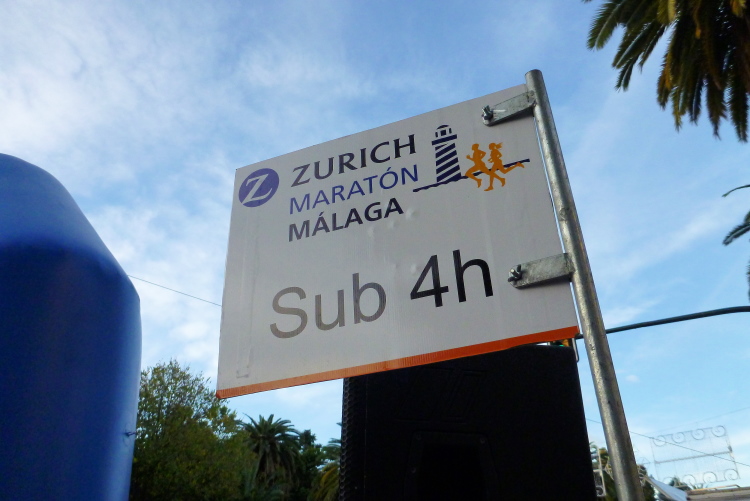 Z ZURICH
MARATÓN
MÁLAGA
Sub 4h